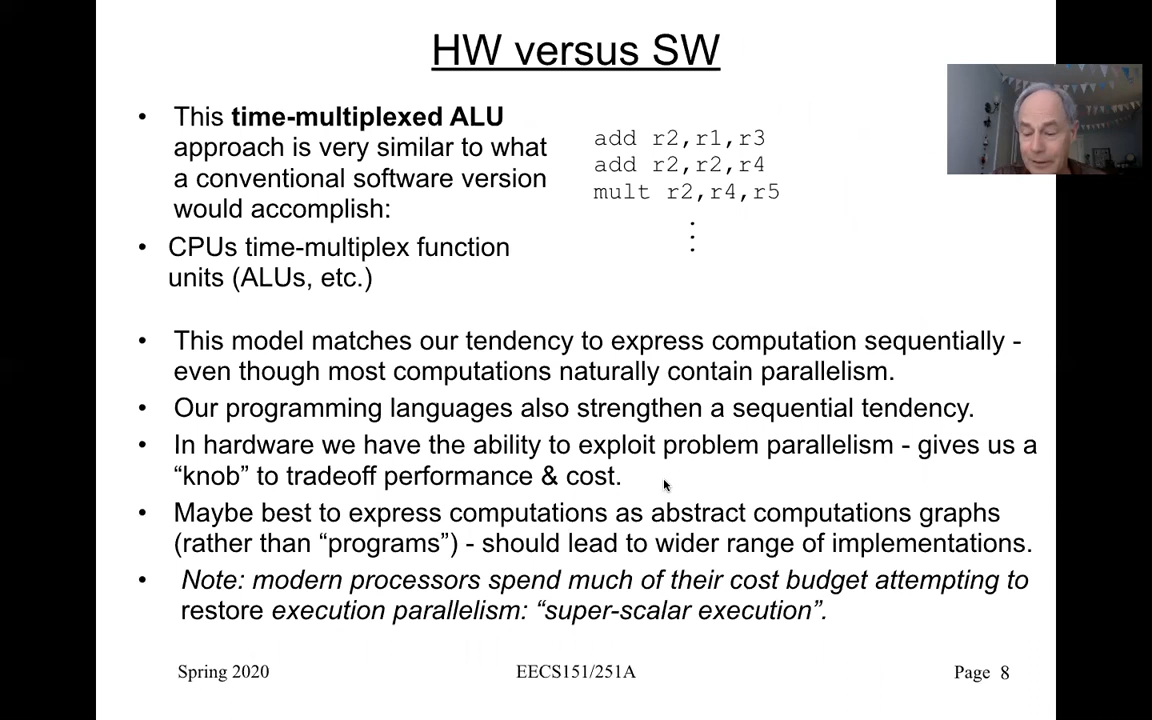 HW versus SW
• This time-multiplexed ALU
approach is very similar to what
a conventional software version
would accomplish:
• CPUs time-multiplex function
units (ALUs, etc.)
add r2,r1,r3
add r2,r2,r4
mult r2,r4,r5
⋮
• This model matches our tendency to express computation sequentially -
even though most computations naturally contain parallelism.
• Our programming languages also strengthen a sequential tendency.
• In hardware we have the ability to exploit problem parallelism - gives us a
“knob” to tradeoff performance & cost.
• Maybe best to express computations as abstract computations graphs
(rather than “programs”) - should lead to wider range of implementations.
• Note: modern processors spend much of their cost budget attempting to
restore execution parallelism: “super-scalar execution”.
Spring 2020
EECS151/251A
Page 8